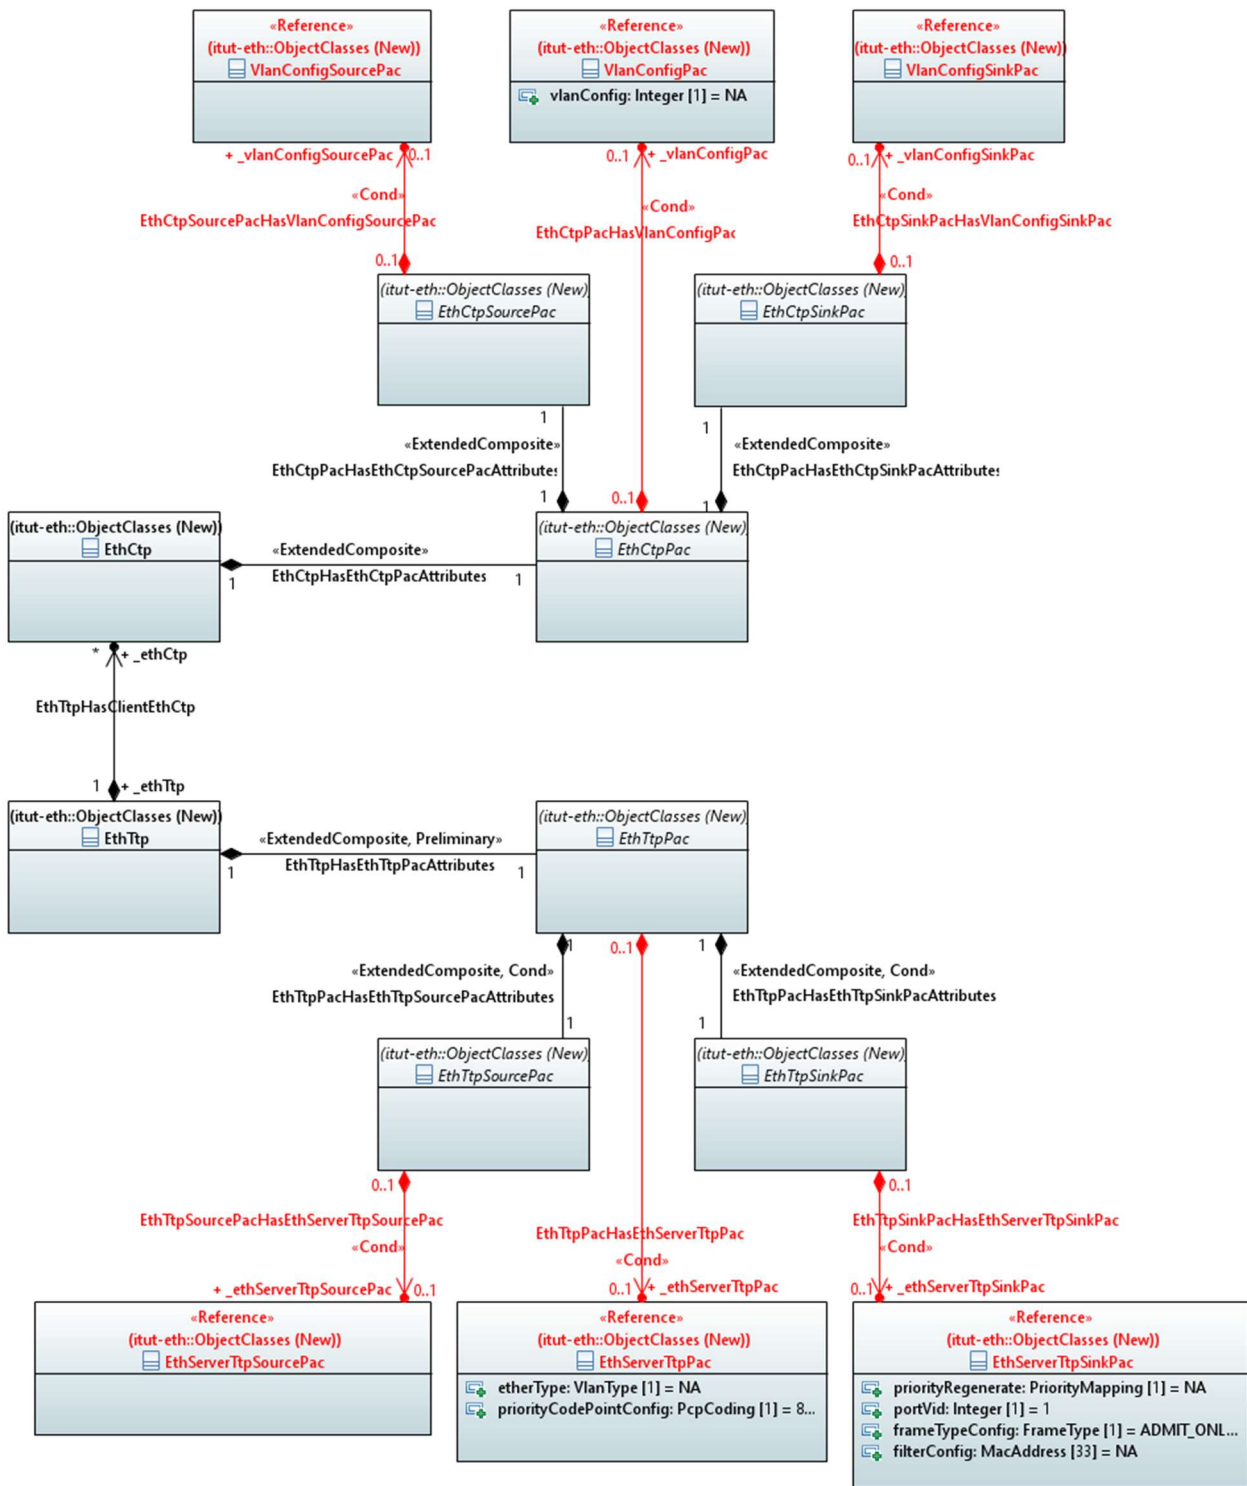 «Reference»
(itut-eth::ObjectClasses (New))
VlanConfigSourcePac
«Reference»
(itut-eth::ObjectClasses (New))
VlanConfigPac
vlanConfig: Integer [1] = NA
«Reference»
(itut-eth::ObjectClasses (New))
VlanConfigSinkPac
+ _vlanConfigSourcePac
0..1
0..1
+ _vlanConfigPac
0..1
+ _vlanConfigSinkPac
«Cond»
EthCtpSourcePacHasVlanConfigSourcePac
«Cond»
EthCtpPacHasVlanConfigPac
«Cond»
EthCtpSinkPacHasVlanConfigSinkPac
0..1
0..1
(itut-eth::ObjectClasses (New)
EthCtpSourcePac
(itut-eth::ObjectClasses (New)
EthCtpSinkPac
1
1
«ExtendedComposite»
EthCtpPacHasEthCtpSourcePacAttributes
«ExtendedComposite»
EthCtpPacHasEthCtpSinkPacAttributes
1
0..1
1
(itut-eth::ObjectClasses (New))
EthCtp
«ExtendedComposite»
EthCtpHasEthCtpPacAttributes
1
1
(itut-eth::ObjectClasses (New)
EthCtpPac
*
+ _ethCtp
EthTtpHasClientEthCtp
1
+ _ethTtp
(itut-eth::ObjectClasses (New))
EthTtp
«ExtendedComposite, Preliminary»
EthTtpHasEthTtpPacAttributes
1
1
(itut-eth::ObjectClasses (New)
EthTtpPac
1
0..1
1
«ExtendedComposite, Cond»
EthTtpPacHasEthTtpSourcePacAttributes
«ExtendedComposite, Cond»
EthTtpPacHasEthTtpSinkPacAttributes
1
1
(itut-eth::ObjectClasses (New)
EthTtpSourcePac
(itut-eth::ObjectClasses (New)
EthTtpSinkPac
0..1
0..1
EthTtpSourcePacHasEthServerTtpSourcePac
«Cond»
EthTtpPacHasEthServerTtpPac
«Cond»
EthTtpSinkPacHasEthServerTtpSinkPac
«Cond»
+ _ethServerTtpSourcePac
0..1
0..1
+ _ethServerTtpPac
0..1
+ _ethServerTtpSinkPac
«Reference»
(itut-eth::ObjectClasses (New))
EthServerTtpSourcePac
«Reference»
(itut-eth::ObjectClasses (New))
EthServerTtpPac
etherType: VlanType [1] = NA
priorityCodePointConfig: PcpCoding [1] = 8...
«Reference»
(itut-eth::ObjectClasses (New))
EthServerTtpSinkPac
priorityRegenerate: PriorityMapping [1] = NA
portVid: Integer [1] = 1
frameTypeConfig: FrameType [1] = ADMIT_ONL...
filterConfig: MacAddress [33] = NA